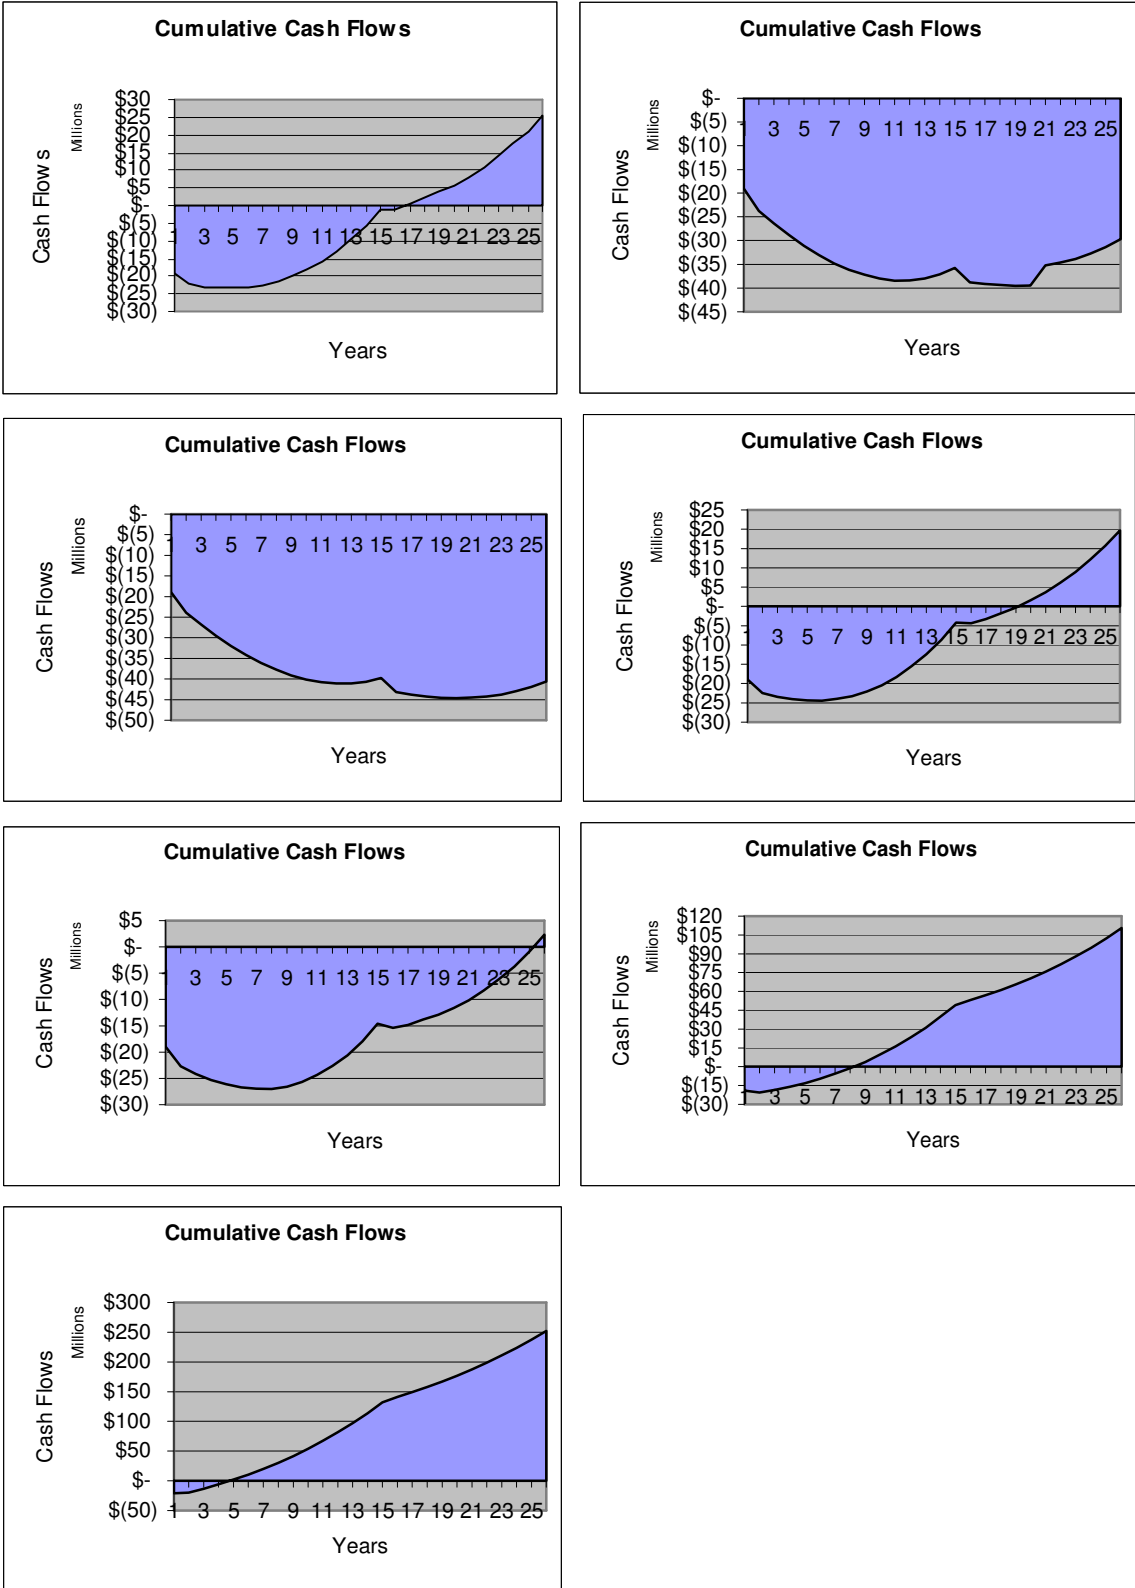 Cumulative Cash Flows
Millions
Cash Flows
$30
$25
$20
$15
$10
$5
$-
$(5)
$(10)
$(15)
$(20)
$(25)
$(30)
1 3 5 7 9 11 13 15 17 19 21 23 25
Years
Cumulative Cash Flows
Millions
Cash Flows
$-
$(5)
$(10)
$(15)
$(20)
$(25)
$(30)
$(35)
$(40)
$(45)
3 5 7 9 11 13 15 17 19 21 23 25
Years
Cumulative Cash Flows
Millions
Cash Flows
$-
$(5)
$(10)
$(15)
$(20)
$(25)
$(30)
$(35)
$(40)
$(45)
$(50)
3 5 7 9 11 13 15 17 19 21 23 25
Years
Cumulative Cash Flows
Millions
Cash Flows
$25
$20
$15
$10
$5
$-
$(5)
$(10)
$(15)
$(20)
$(25)
$(30)
3 5 7 9 11 13 15 17 19 21 23 25
Years
Cumulative Cash Flows
Millions
Cash Flows
$5
$-
$(5)
$(10)
$(15)
$(20)
$(25)
$(30)
3 5 7 9 11 13 15 17 19 21 23 25
Years
Cumulative Cash Flows
Millions
Cash Flows
$120
$105
$90
$75
$60
$45
$30
$15
$-
$(15)
$(30)
3 5 7 9 11 13 15 17 19 21 23 25
Years
Cumulative Cash Flows
Millions
Cash Flows
$300
$250
$200
$150
$100
$50
$-
$(50)
1 3 5 7 9 11 13 15 17 19 21 23 25
Years